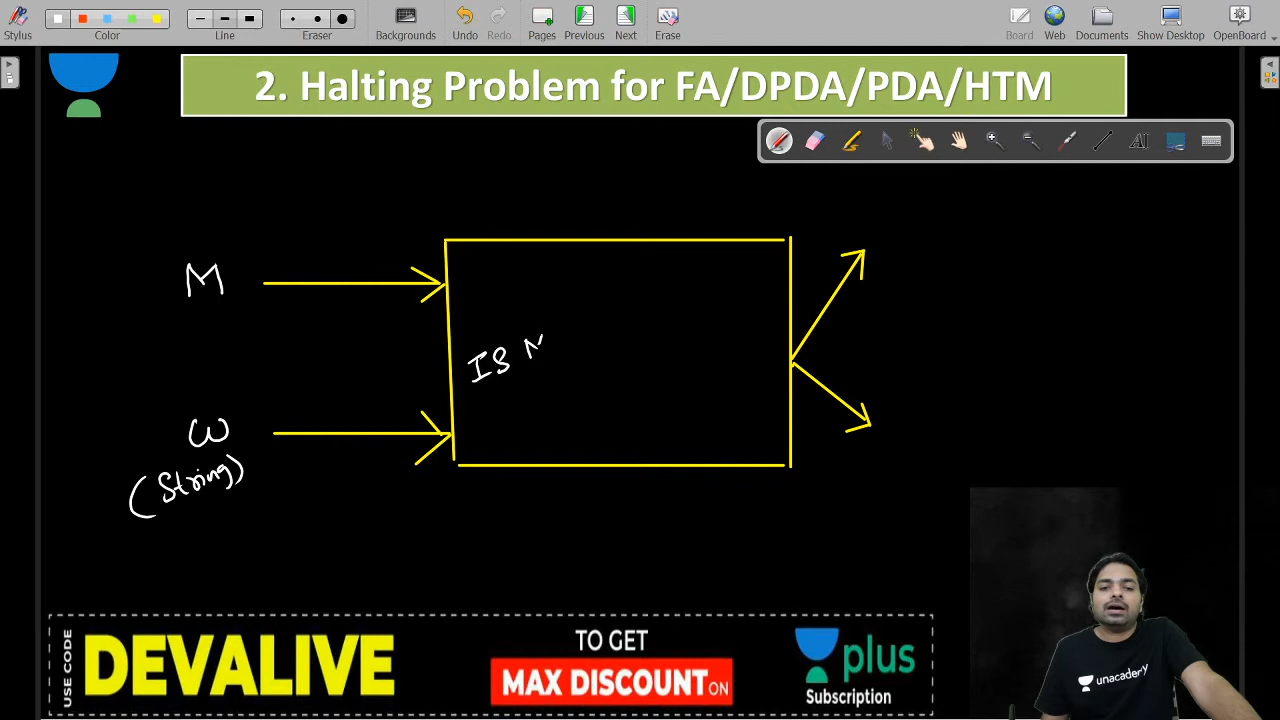 Stylus
Color
Line
Eraser
Backgrounds
Undo
Redo
Pages
Previous
Next
Erase
Board
Web
Documents
Show Desktop
OpenBoard
2. Halting Problem for FA/DPDA/PDA/HTM
M
IS
ω
(String)
USE CODE
DEVALIVE
TO GET
MAX DISCOUNT ON
plus
Subscription
unacademy